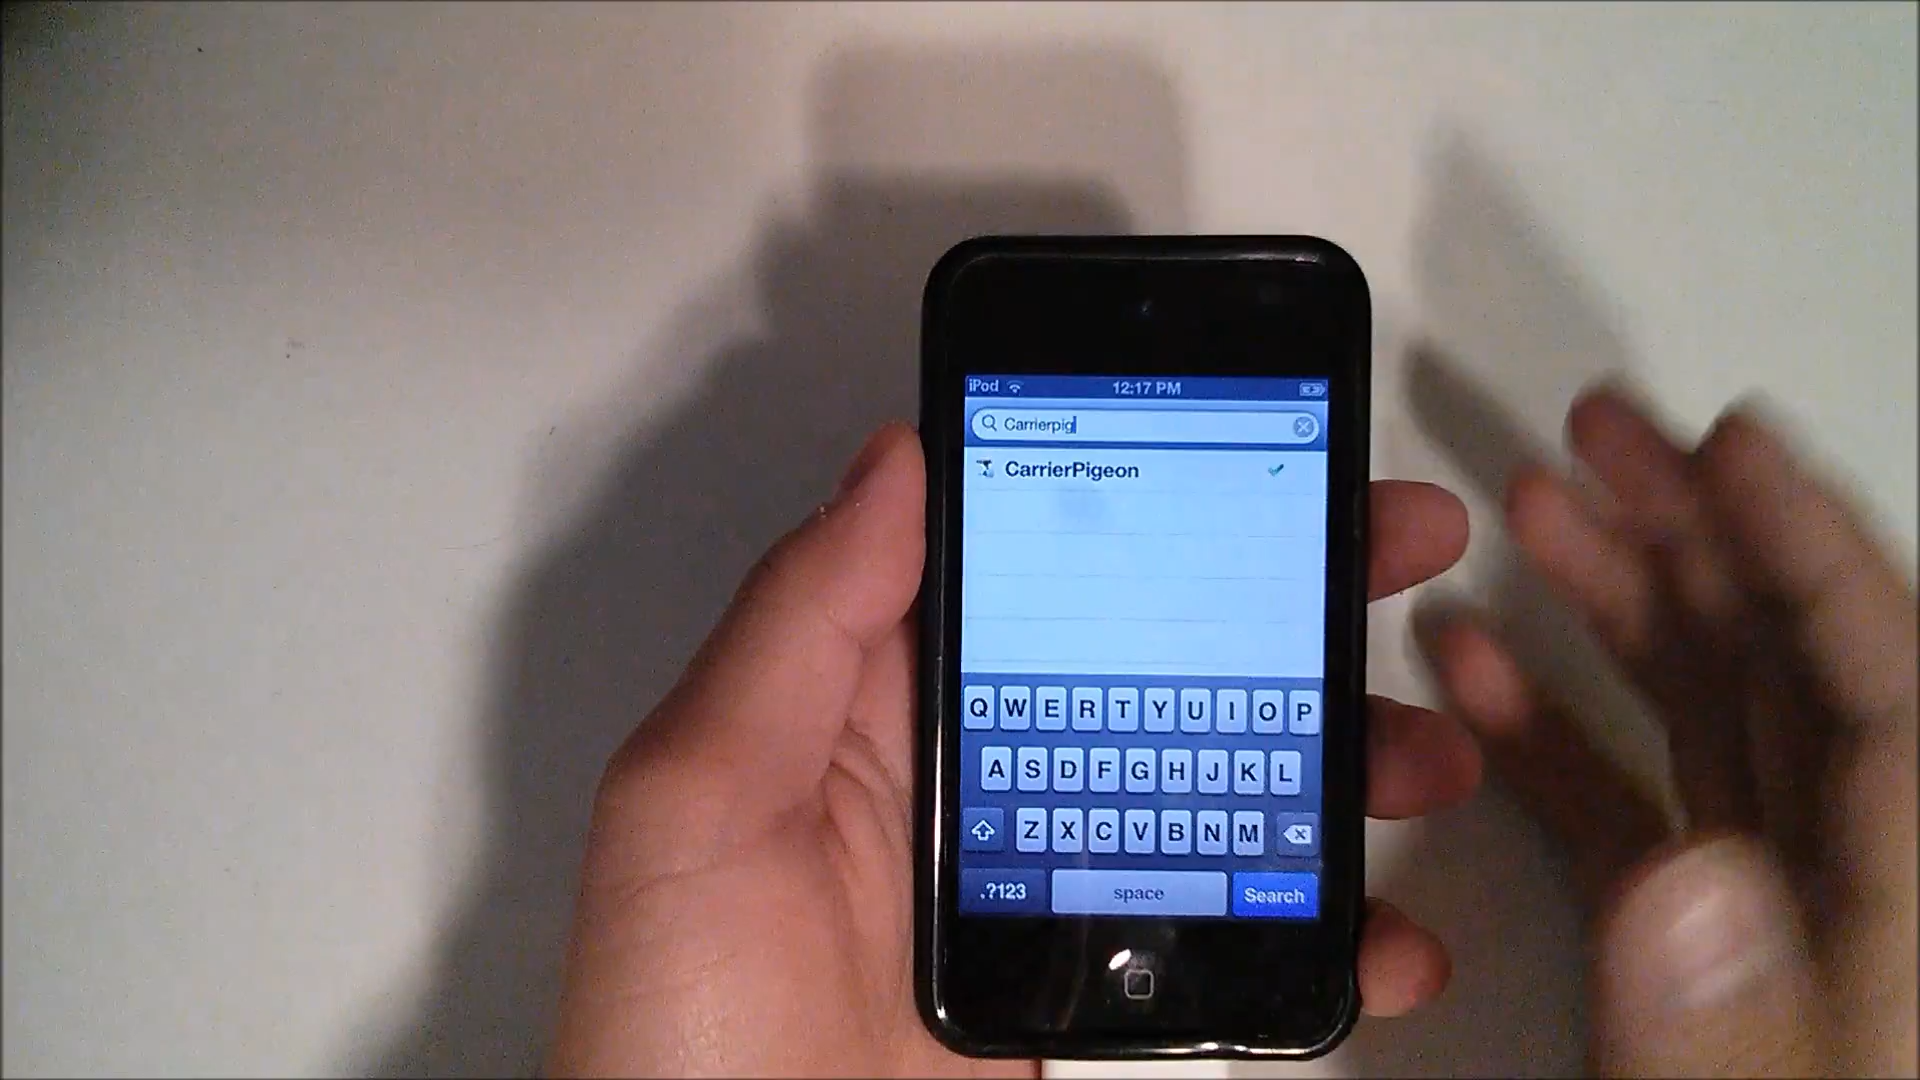 iPod 12:17 PM
Carrierpig
CarrierPigeon
Q W E R T Y U I O P
A S D F G H J K L
Z X C V B N M
.?123 space Search